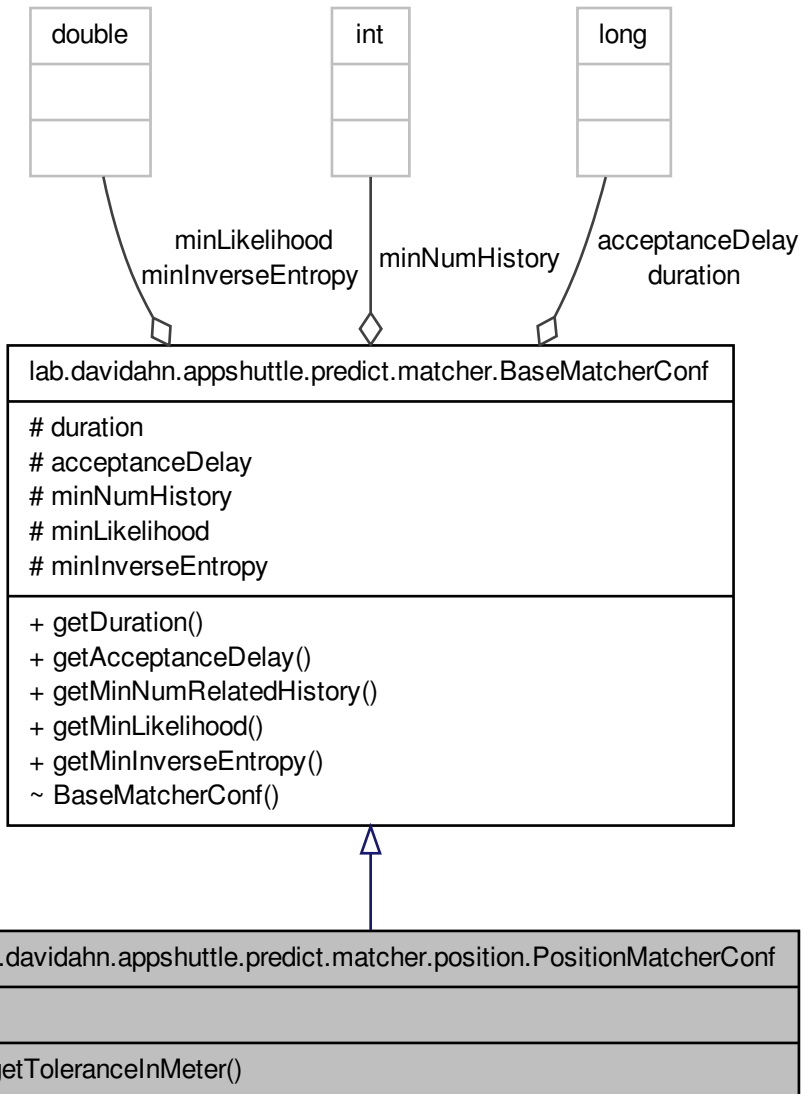 double
int
long
minLikelihood
minInverseEntropy
minNumHistory
acceptanceDelay
duration
lab.davidahn.appshuttle.predict.matcher.BaseMatcherConf
# duration
# acceptanceDelay
# minNumHistory
# minLikelihood
# minInverseEntropy
+ getDuration()
+ getAcceptanceDelay()
+ getMinNumRelatedHistory()
+ getMinLikelihood()
+ getMinInverseEntropy()
~ BaseMatcherConf()
.davidahn.appshuttle.predict.matcher.position.PositionMatcherConf
getToleranceInMeter()